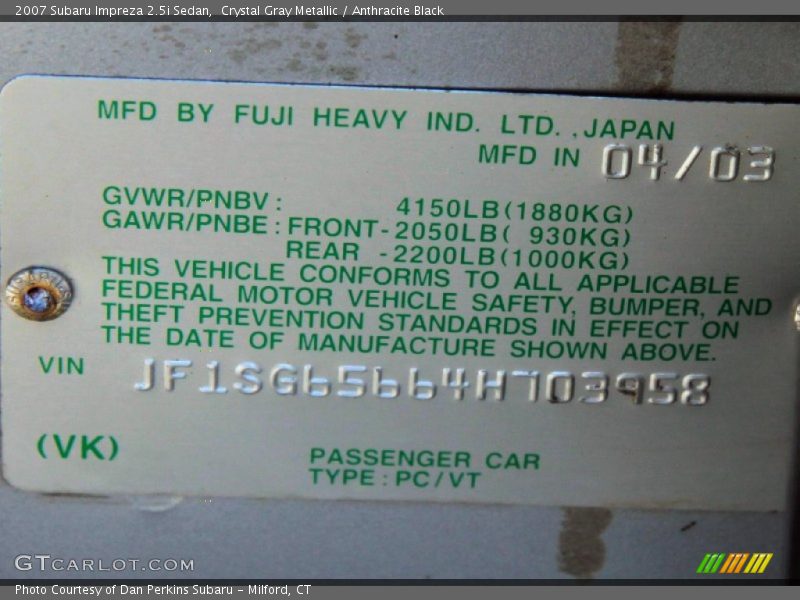 2007 Subaru Impreza 2.5i Sedan,  Crystal Gray Metallic / Anthracite Black
MFD BY FUJI HEAVY IND. LTD. ,JAPAN
MFD IN 04/03
GVWR/PNBV: 4150LB(1880KG)
GAWR/PNBE:FRONT-2050LB( 930KG)
REAR -2200LB(1000KG)
THIS VEHICLE CONFORMS TO ALL APPLICABLE
FEDERAL MOTOR VEHICLE SAFETY, BUMPER, AND
THEFT PREVENTION STANDARDS IN EFFECT ON
THE DATE OF MANUFACTURE SHOWN ABOVE.
VIN JF1SG65664H703958
(VK)
PASSENGER CAR
TYPE:PC/VT
GTCARLOT.COM
Photo Courtesy of Dan Perkins Subaru – Milford, CT